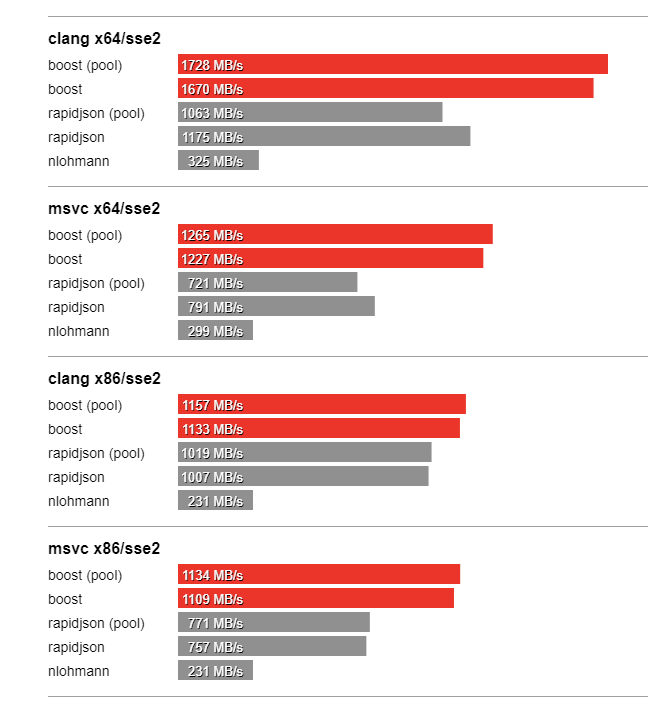 clang x64/sse2
boost (pool) 1728 MB/s
boost 1670 MB/s
rapidjson (pool) 1063 MB/s
rapidjson 1175 MB/s
nlohmann 325 MB/s
msvc x64/sse2
boost (pool) 1265 MB/s
boost 1227 MB/s
rapidjson (pool) 721 MB/s
rapidjson 791 MB/s
nlohmann 299 MB/s
clang x86/sse2
boost (pool) 1157 MB/s
boost 1133 MB/s
rapidjson (pool) 1019 MB/s
rapidjson 1007 MB/s
nlohmann 231 MB/s
msvc x86/sse2
boost (pool) 1134 MB/s
boost 1109 MB/s
rapidjson (pool) 771 MB/s
rapidjson 757 MB/s
nlohmann 231 MB/s